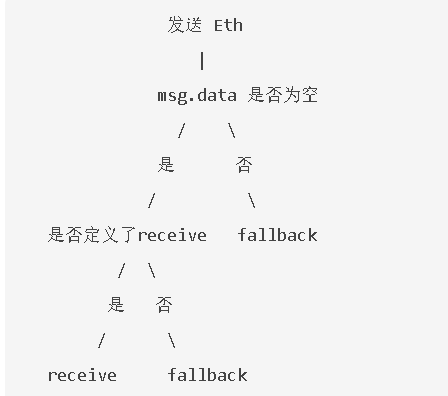 发送 Eth
|
msg.data 是否为空
/ \
是 否
/ \
是否定义了receive fallback
/ \
是 否
/ \
receive fallback